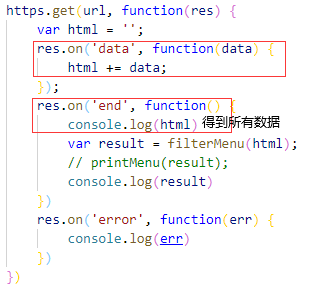 https.get(url, function(res) {
    var html = '';
    res.on('data', function(data) {
        html += data;
    });
    res.on('end', function() {
        console.log(html) 得到所有数据
        var result = filterMenu(html);
        // printMenu(result);
        console.log(result)
    })
    res.on('error', function(err) {
        console.log(err)
    })
})